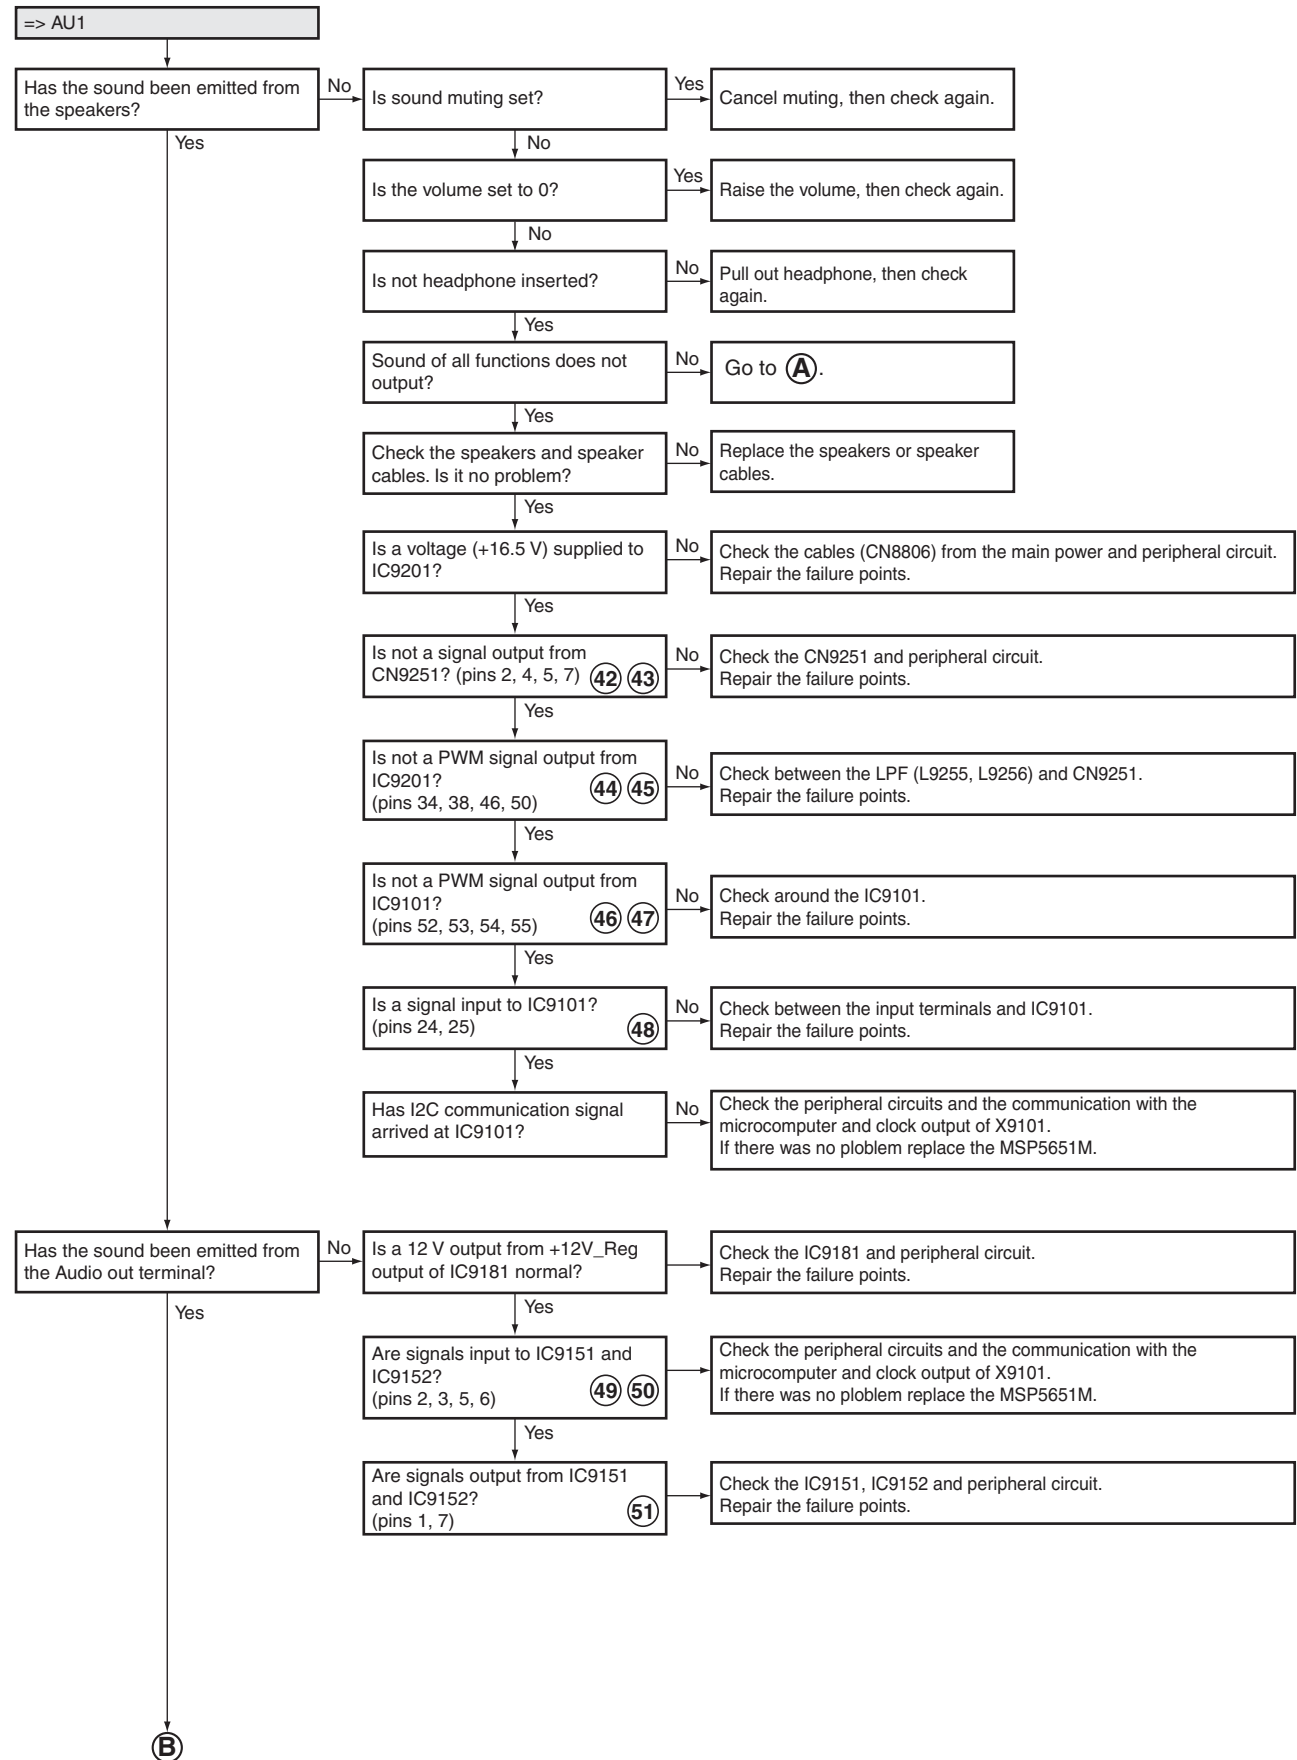 => AU1
Has the sound been emitted from
the speakers?
No
Is sound muting set?
Yes
Cancel muting, then check again.
Yes
No
Is the volume set to 0?
Yes
Raise the volume, then check again.
No
Is not headphone inserted?
No
Pull out headphone, then check
again.
Yes
Sound of all functions does not
output?
No
Go to A.
Yes
Check the speakers and speaker
cables. Is it no problem?
No
Replace the speakers or speaker
cables.
Yes
Is a voltage (+16.5 V) supplied to
IC9201?
No
Check the cables (CN8806) from the main power and peripheral circuit.
Repair the failure points.
Yes
Is not a signal output from
CN9251? (pins 2, 4, 5, 7) 42 43
No
Check the CN9251 and peripheral circuit.
Repair the failure points.
Yes
Is not a PWM signal output from
IC9201?
(pins 34, 38, 46, 50) 44 45
No
Check between the LPF (L9255, L9256) and CN9251.
Repair the failure points.
Yes
Is not a PWM signal output from
IC9101?
(pins 52, 53, 54, 55) 46 47
No
Check around the IC9101.
Repair the failure points.
Yes
Is a signal input to IC9101?
(pins 24, 25) 48
No
Check between the input terminals and IC9101.
Repair the failure points.
Yes
Has I2C communication signal
arrived at IC9101?
No
Check the peripheral circuits and the communication with the
microcomputer and clock output of X9101.
If there was no ploblem replace the MSP5651M.
Has the sound been emitted from
the Audio out terminal?
No
Is a 12 V output from +12V_Reg
output of IC9181 normal?
Check the IC9181 and peripheral circuit.
Repair the failure points.
Yes
Yes
Are signals input to IC9151 and
IC9152?
(pins 2, 3, 5, 6) 49 50
Check the peripheral circuits and the communication with the
microcomputer and clock output of X9101.
If there was no ploblem replace the MSP5651M.
Yes
Are signals output from IC9151
and IC9152?
(pins 1, 7) 51
Check the IC9151, IC9152 and peripheral circuit.
Repair the failure points.
B